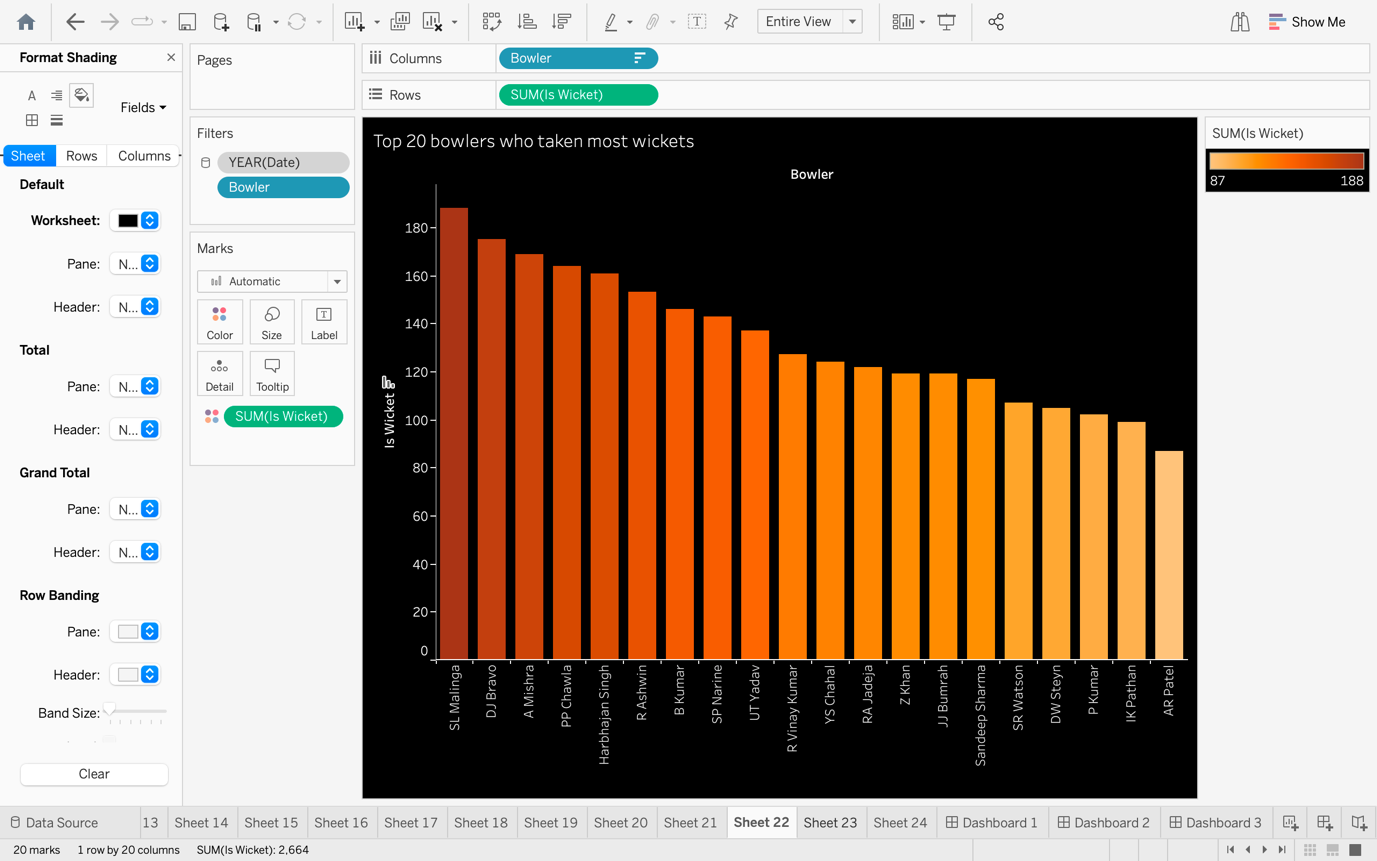 Entire View
Show Me
Format Shading
Fields
Sheet Rows Columns
Default
Worksheet:
Pane: N...
Header: N...
Total
Pane: N...
Header: N...
Grand Total
Pane: N...
Header: N...
Row Banding
Pane:
Header:
Band Size:
Clear
Pages
Filters
YEAR(Date)
Bowler
Marks
Automatic
Color Size Label
Detail Tooltip
SUM(Is Wicket)
Columns Bowler
Rows SUM(Is Wicket)
Top 20 bowlers who taken most wickets
Bowler
Is Wicket
180
160
140
120
100
80
60
40
20
0
SL Malinga
DJ Bravo
A Mishra
PP Chawla
Harbhajan Singh
R Ashwin
B Kumar
SP Narine
UT Yadav
R Vinay Kumar
YS Chahal
RA Jadeja
Z Khan
JJ Bumrah
Sandeep Sharma
SR Watson
DW Steyn
P Kumar
IK Pathan
AR Patel
SUM(Is Wicket)
87 188
Data Source 13 Sheet 14 Sheet 15 Sheet 16 Sheet 17 Sheet 18 Sheet 19 Sheet 20 Sheet 21 Sheet 22 Sheet 23 Sheet 24 Dashboard 1 Dashboard 2 Dashboard 3
20 marks 1 row by 20 columns SUM(Is Wicket): 2,664